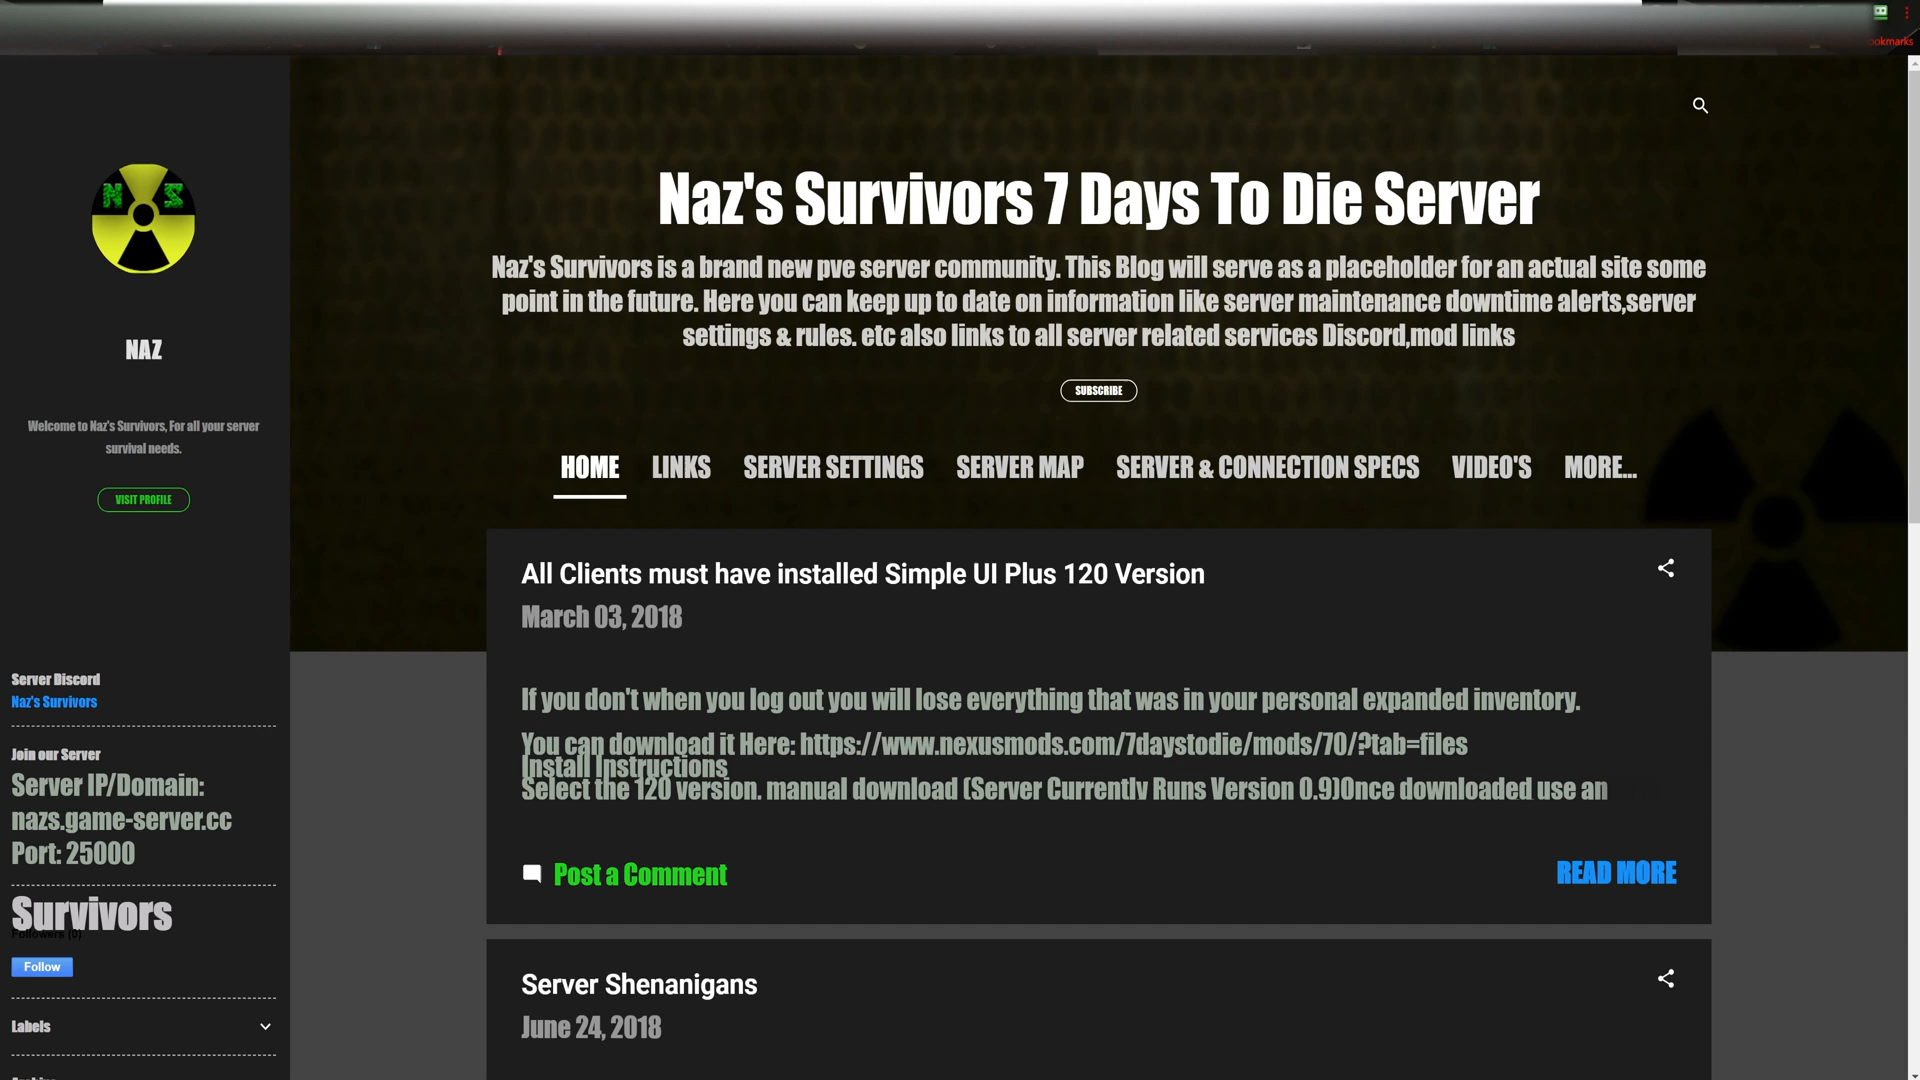 N S
NAZ
Welcome to Naz's Survivors, For all your server
survival needs.
VISIT PROFILE
Server Discord
Naz's Survivors
Join our Server
Server IP/Domain:
nazs.game-server.cc
Port: 25000
Survivors
Followers (0)
Follow
Labels
ookmarks
Naz's Survivors 7 Days To Die Server
Naz's Survivors is a brand new pve server community. This Blog will serve as a placeholder for an actual site some
point in the future. Here you can keep up to date on information like server maintenance downtime alerts,server
settings & rules. etc also links to all server related services Discord,mod links
SUBSCRIBE
HOME LINKS SERVER SETTINGS SERVER MAP SERVER & CONNECTION SPECS VIDEO'S MORE...
All Clients must have installed Simple UI Plus 120 Version
March 03, 2018
If you don't when you log out you will lose everything that was in your personal expanded inventory.
You can download it Here: https://www.nexusmods.com/7daystodie/mods/70/?tab=files
Install Instructions
Select the 120 version. manual download (Server Currently Runs Version 0.9)Once downloaded use an
Post a Comment
READ MORE
Server Shenanigans
June 24, 2018